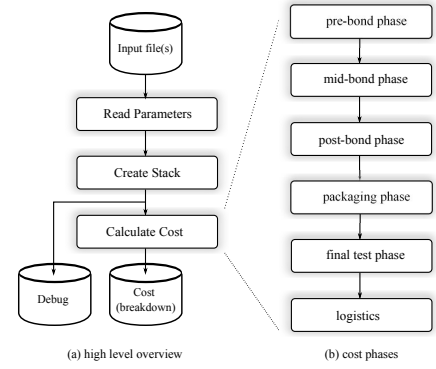 Input file(s)
Read Parameters
Create Stack
Calculate Cost
Debug
Cost
(breakdown)
(a) high level overview
pre-bond phase
mid-bond phase
post-bond phase
packaging phase
final test phase
logistics
(b) cost phases